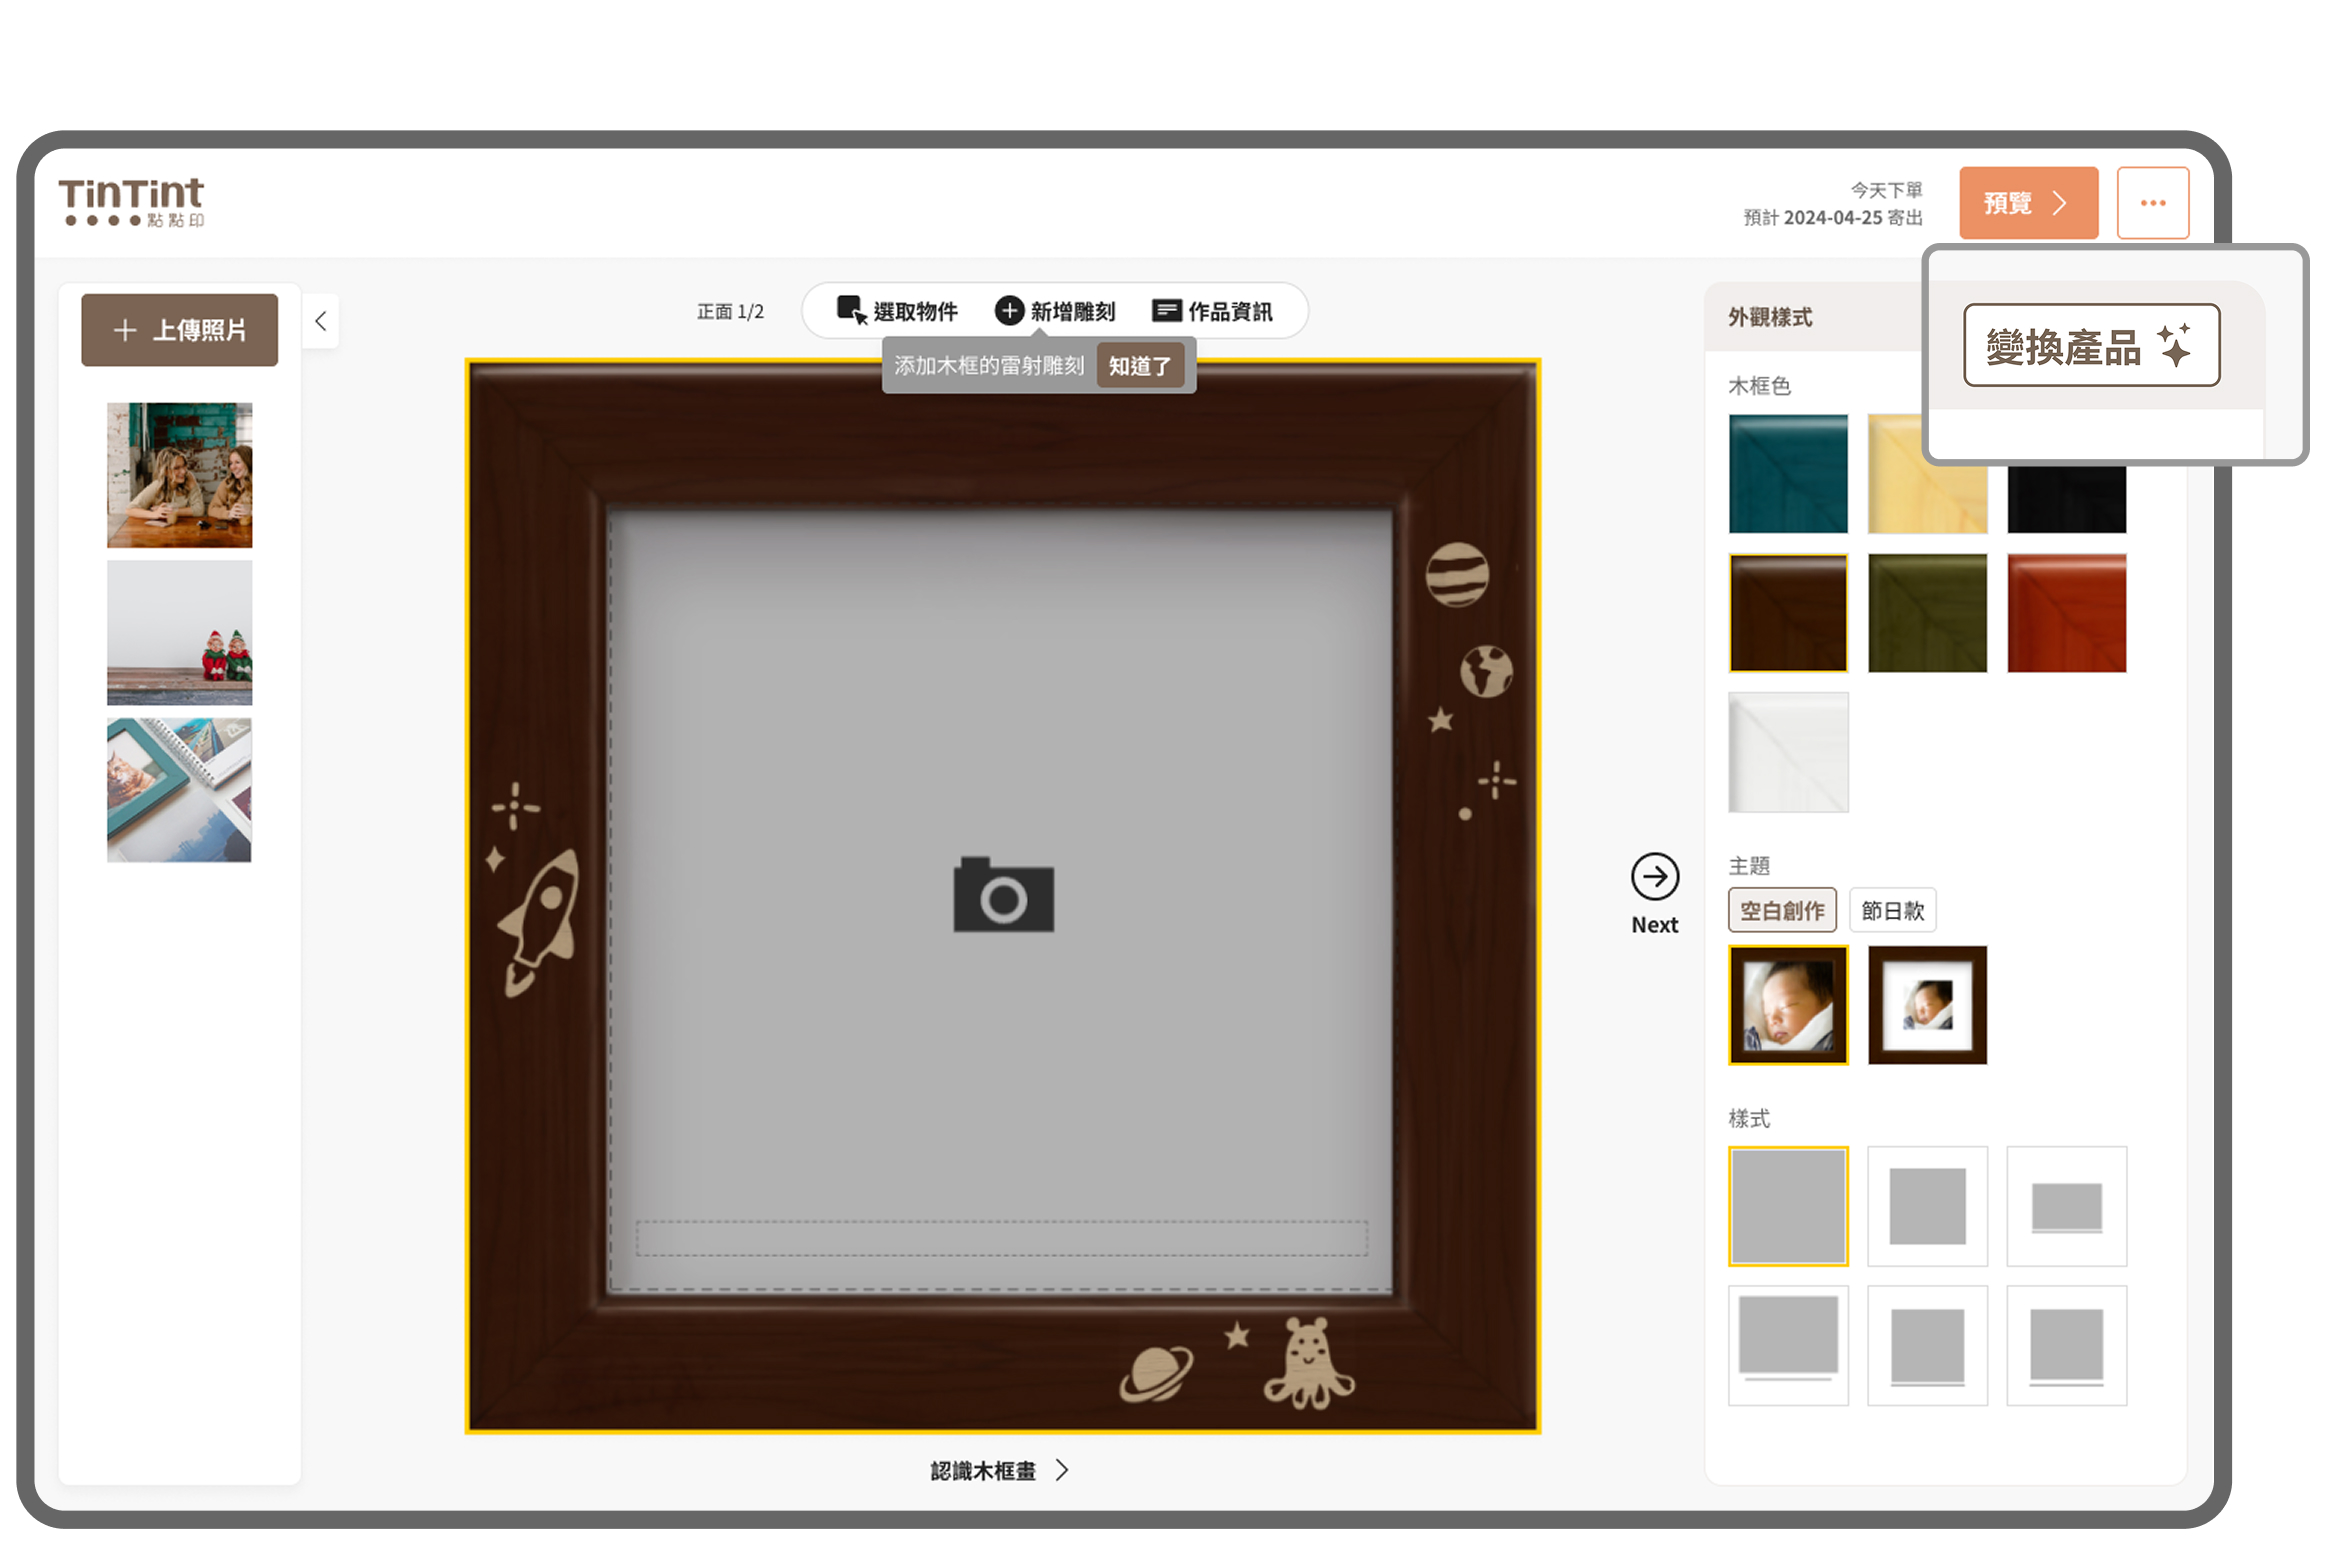 TinTint
點點印
今天下單
預計 2024-04-25 寄出
預覽
上傳照片
正面 1/2
選取物件
新增雕刻
作品資訊
添加木框的雷射雕刻
知道了
外觀樣式
變換產品
木框色
主題
空白創作
節日款
樣式
Next
認識木框畫